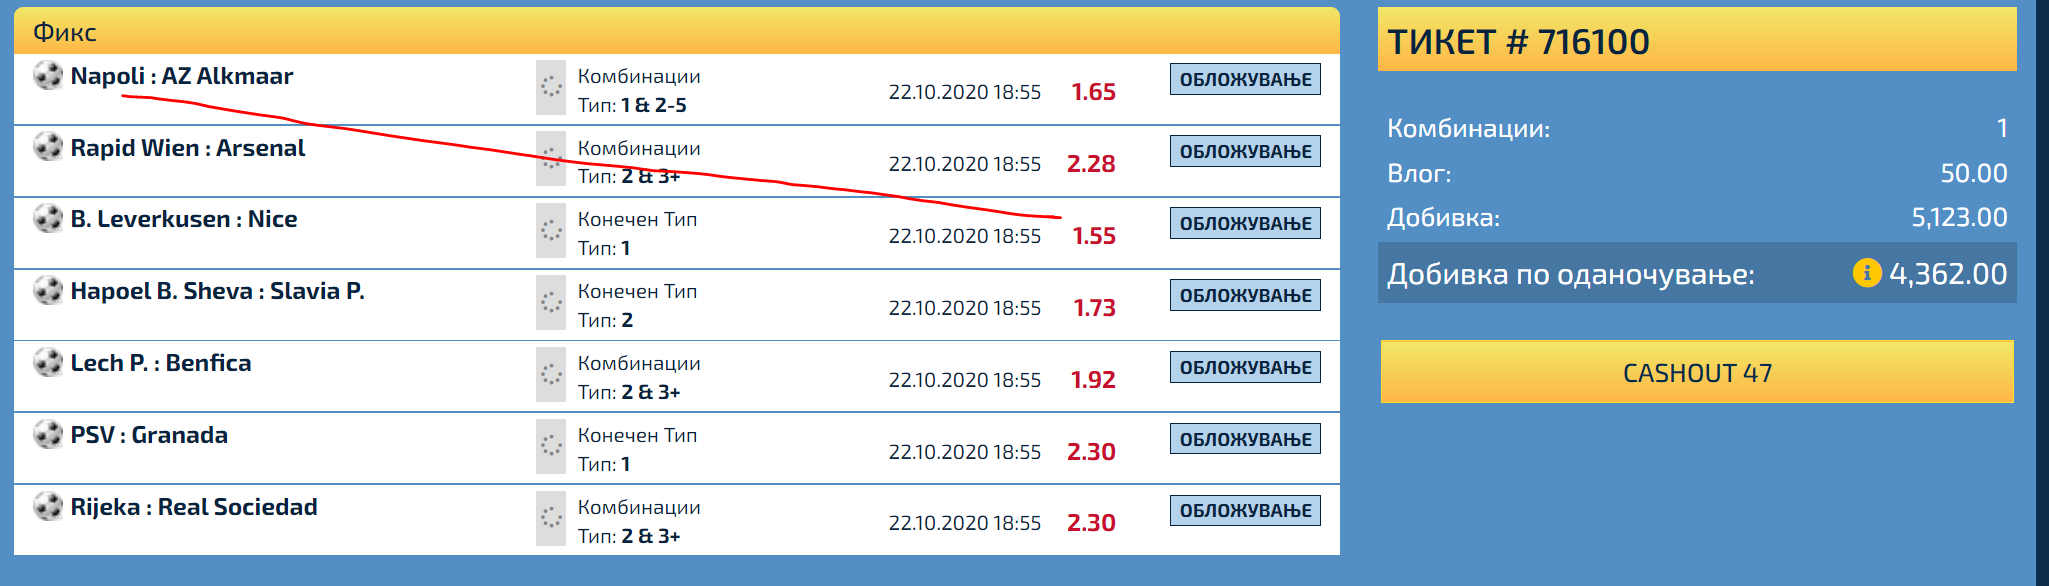 Фикс
Napoli : AZ Alkmaar
Комбинации
Тип: 1 & 2-5
22.10.2020 18:55
1.65
ОБЛОЖУВАЊЕ
Rapid Wien : Arsenal
Комбинации
Тип: 2 & 3+
22.10.2020 18:55
2.28
ОБЛОЖУВАЊЕ
B. Leverkusen : Nice
Конечен Тип
Тип: 1
22.10.2020 18:55
1.55
ОБЛОЖУВАЊЕ
Hapoel B. Sheva : Slavia P.
Конечен Тип
Тип: 2
22.10.2020 18:55
1.73
ОБЛОЖУВАЊЕ
Lech P. : Benfica
Комбинации
Тип: 2 & 3+
22.10.2020 18:55
1.92
ОБЛОЖУВАЊЕ
PSV : Granada
Конечен Тип
Тип: 1
22.10.2020 18:55
2.30
ОБЛОЖУВАЊЕ
Rijeka : Real Sociedad
Комбинации
Тип: 2 & 3+
22.10.2020 18:55
2.30
ОБЛОЖУВАЊЕ
ТИКЕТ # 716100
Комбинации: 1
Влог: 50.00
Добивка: 5,123.00
Добивка по оданочување: i 4,362.00
CASHOUT 47